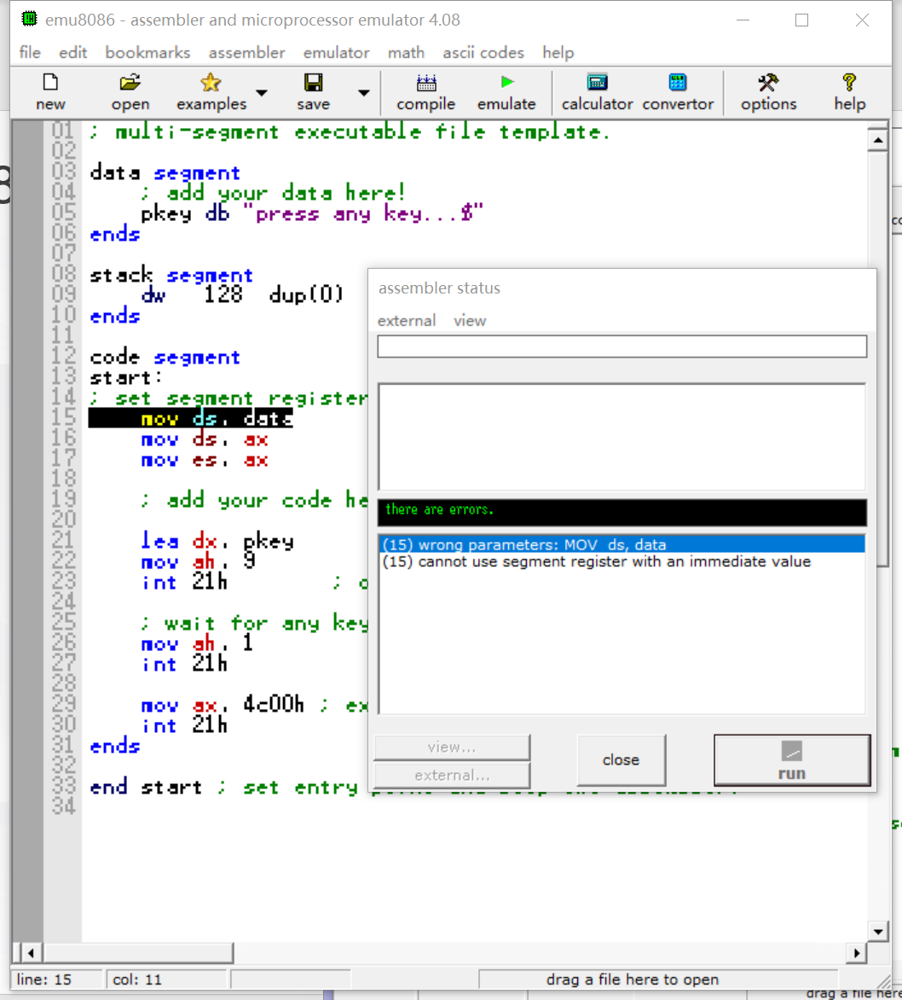 emu8086 - assembler and microprocessor emulator 4.08
file edit bookmarks assembler emulator math ascii codes help
new open examples save compile emulate calculator convertor options help
01 ; multi-segment executable file template.
02
03 data segment
04 ; add your data here!
05 pkey db "press any key...$"
06 ends
07
08 stack segment
09 dw 128 dup(0)
10 ends
11
12 code segment
13 start:
14 ; set segment register
15 mov ds, data
16 mov ds, ax
17 mov es, ax
18
19 ; add your code he
20
21 lea dx, pkey
22 mov ah, 9
23 int 21h ; o
24
25 ; wait for any key
26 mov ah, 1
27 int 21h
28
29 mov ax, 4c00h ; ex
30 int 21h
31 ends
32
33 end start ; set entry
34
assembler status
external view
there are errors.
(15) wrong parameters: MOV ds, data
(15) cannot use segment register with an immediate value
view...
external...
close
run
line: 15 col: 11 drag a file here to open
drag a file here